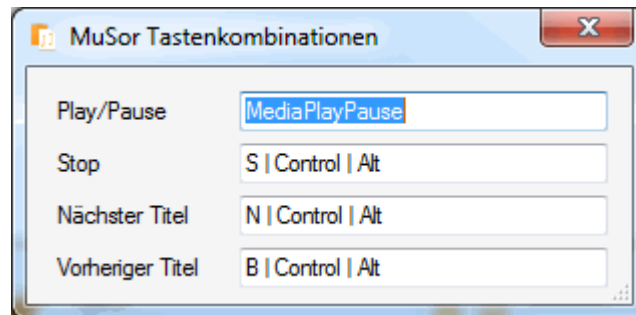 MuSor Tastenkombinationen
Play/Pause MediaPlayPause
Stop S | Control | Alt
Nächster Titel N | Control | Alt
Vorheriger Titel B | Control | Alt